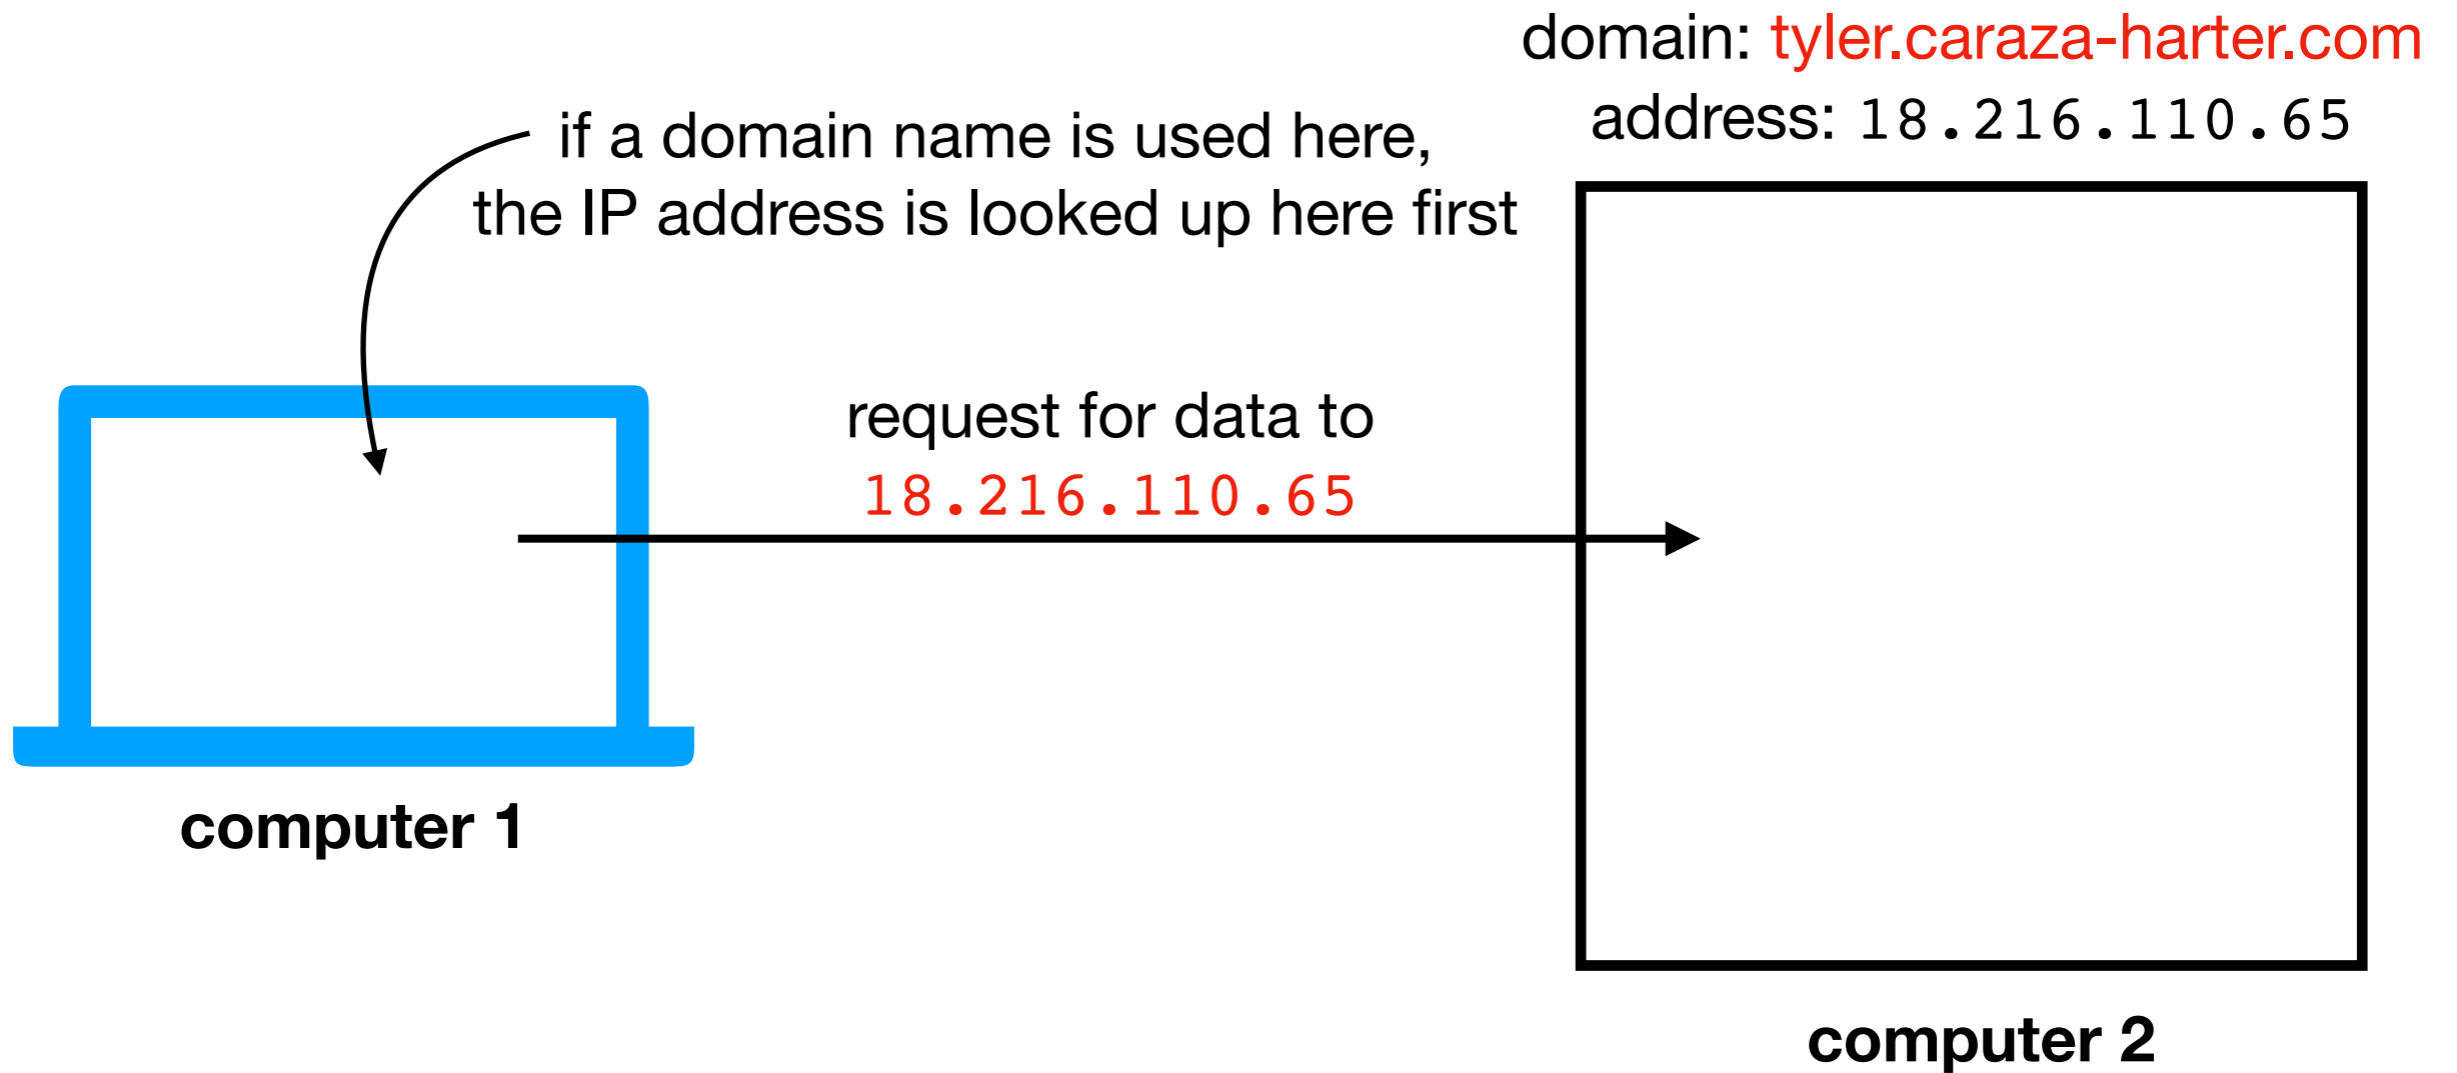 domain: tyler.caraza-harter.com
address: 18.216.110.65
if a domain name is used here,
the IP address is looked up here first
request for data to
18.216.110.65
computer 1
computer 2